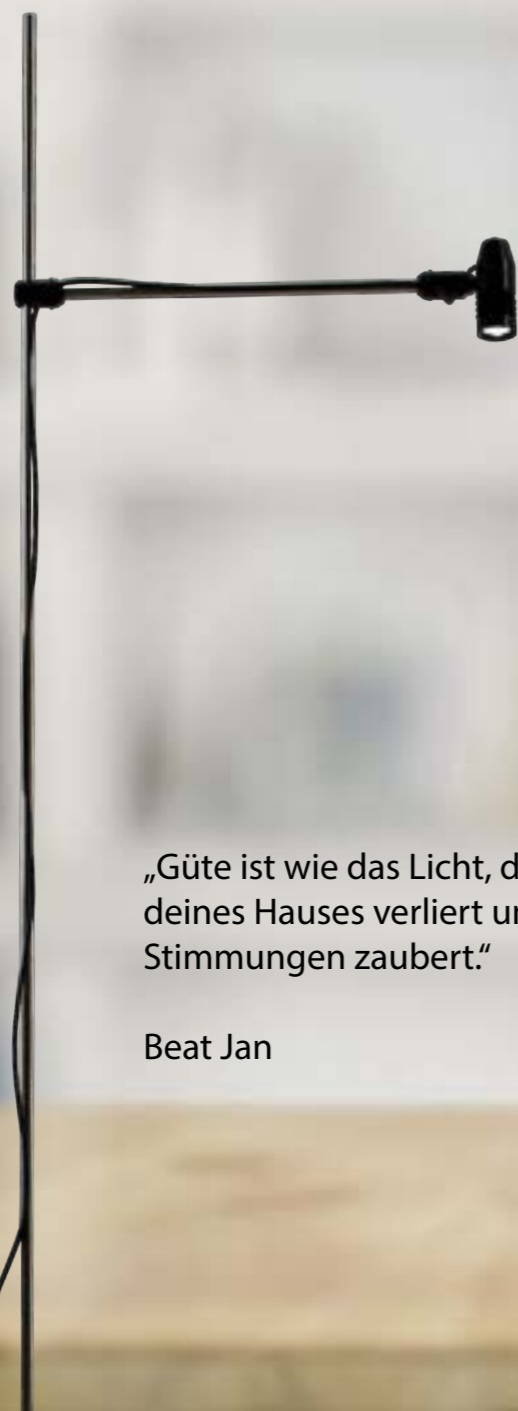 „Güte ist wie das Licht, d
deines Hauses verliert u
Stimmungen zaubert.“

Beat Jan